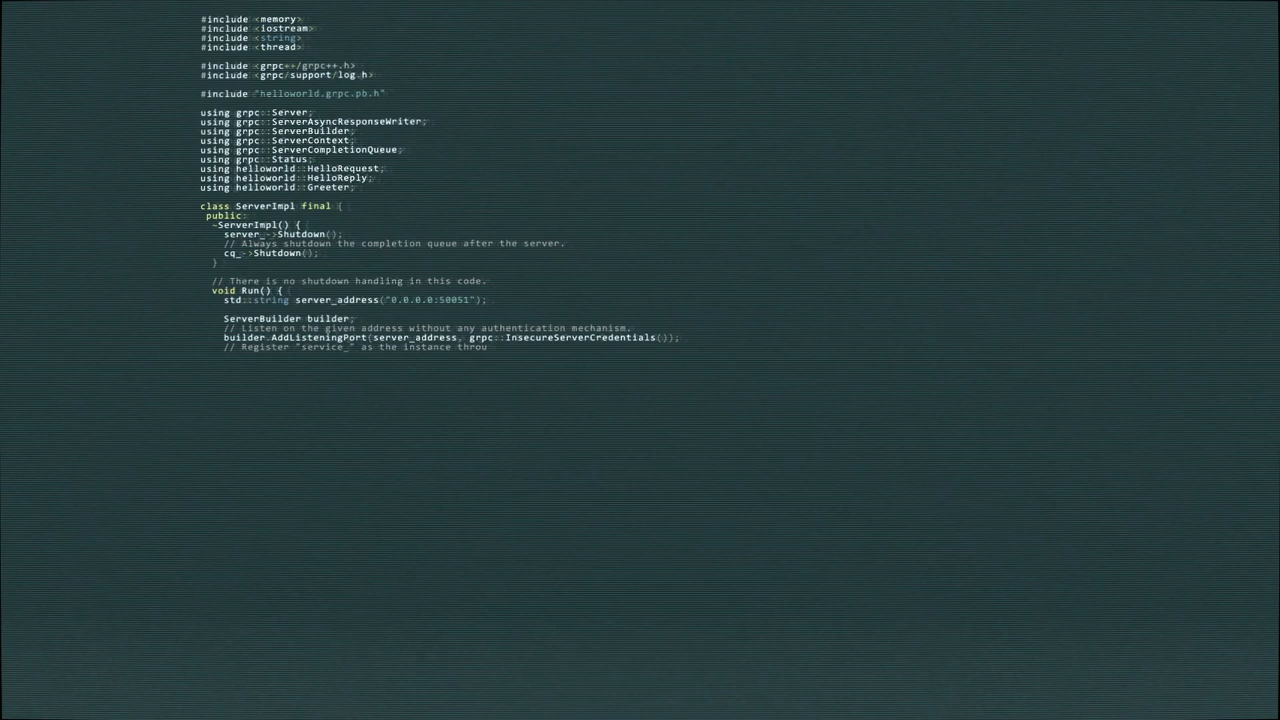 #include <memory>
#include <iostream>
#include <string>
#include <thread>
#include <grpc++/grpc++.h>
#include <grpc/support/log.h>
#include "helloworld.grpc.pb.h"
using grpc::Server;
using grpc::ServerAsyncResponseWriter;
using grpc::ServerBuilder;
using grpc::ServerContext;
using grpc::ServerCompletionQueue;
using grpc::Status;
using helloworld::HelloRequest;
using helloworld::HelloReply;
using helloworld::Greeter;
class ServerImpl final {
public:
~ServerImpl() {
server_->Shutdown();
// Always shutdown the completion queue after the server.
cq_->Shutdown();
}
// There is no shutdown handling in this code.
void Run() {
std::string server_address("0.0.0.0:50051");
ServerBuilder builder;
// Listen on the given address without any authentication mechanism.
builder.AddListeningPort(server_address, grpc::InsecureServerCredentials());
// Register "service_" as the instance throu